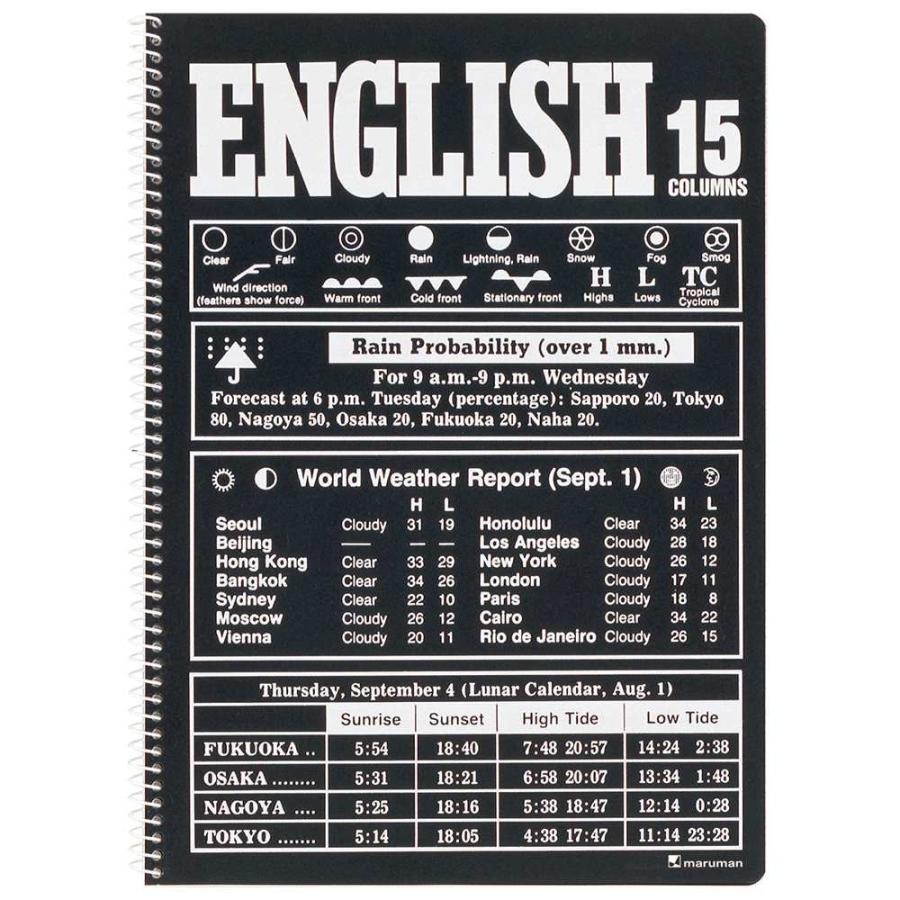 ENGLISH 15
COLUMNS
Clear Fair Cloudy Rain Lightning, Rain Snow Fog Smog
Wind direction
(feathers show force) Warm front Cold front Stationary front H Highs L Lows TC Tropical Cyclone
Rain Probability (over 1 mm.)
For 9 a.m.-9 p.m. Wednesday
Forecast at 6 p.m. Tuesday (percentage): Sapporo 20, Tokyo
80, Nagoya 50, Osaka 20, Fukuoka 20, Naha 20.
World Weather Report (Sept. 1)
H L H L
Seoul Cloudy 31 19 Honolulu Clear 34 23
Beijing — — — Los Angeles Cloudy 28 18
Hong Kong Clear 33 29 New York Cloudy 26 12
Bangkok Clear 34 26 London Cloudy 17 11
Sydney Clear 22 10 Paris Cloudy 18 8
Moscow Cloudy 26 12 Cairo Clear 34 22
Vienna Cloudy 20 11 Rio de Janeiro Cloudy 26 15
Thursday, September 4 (Lunar Calendar, Aug. 1)
Sunrise Sunset High Tide Low Tide
FUKUOKA .. 5:54 18:40 7:48 20:57 14:24 2:38
OSAKA ........ 5:31 18:21 6:58 20:07 13:34 1:48
NAGOYA .... 5:25 18:16 5:38 18:47 12:14 0:28
TOKYO ....... 5:14 18:05 4:38 17:47 11:14 23:28
maruman